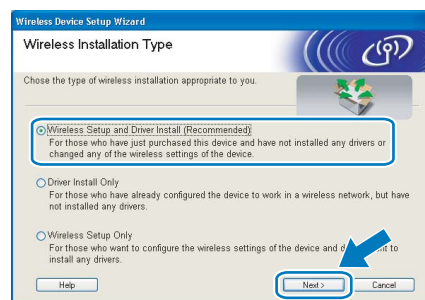 Wireless Device Setup Wizard
Wireless Installation Type
Chose the type of wireless installation appropriate to you.
Wireless Setup and Driver Install (Recommended)
For those who have just purchased this device and have not installed any drivers or
changed any of the wireless settings of the device.
Driver Install Only
For those who have already configured the device to work in a wireless network, but have
not installed any drivers.
Wireless Setup Only
For those who want to configure the wireless settings of the device and to
install any drivers.
Help
Next >
Cancel